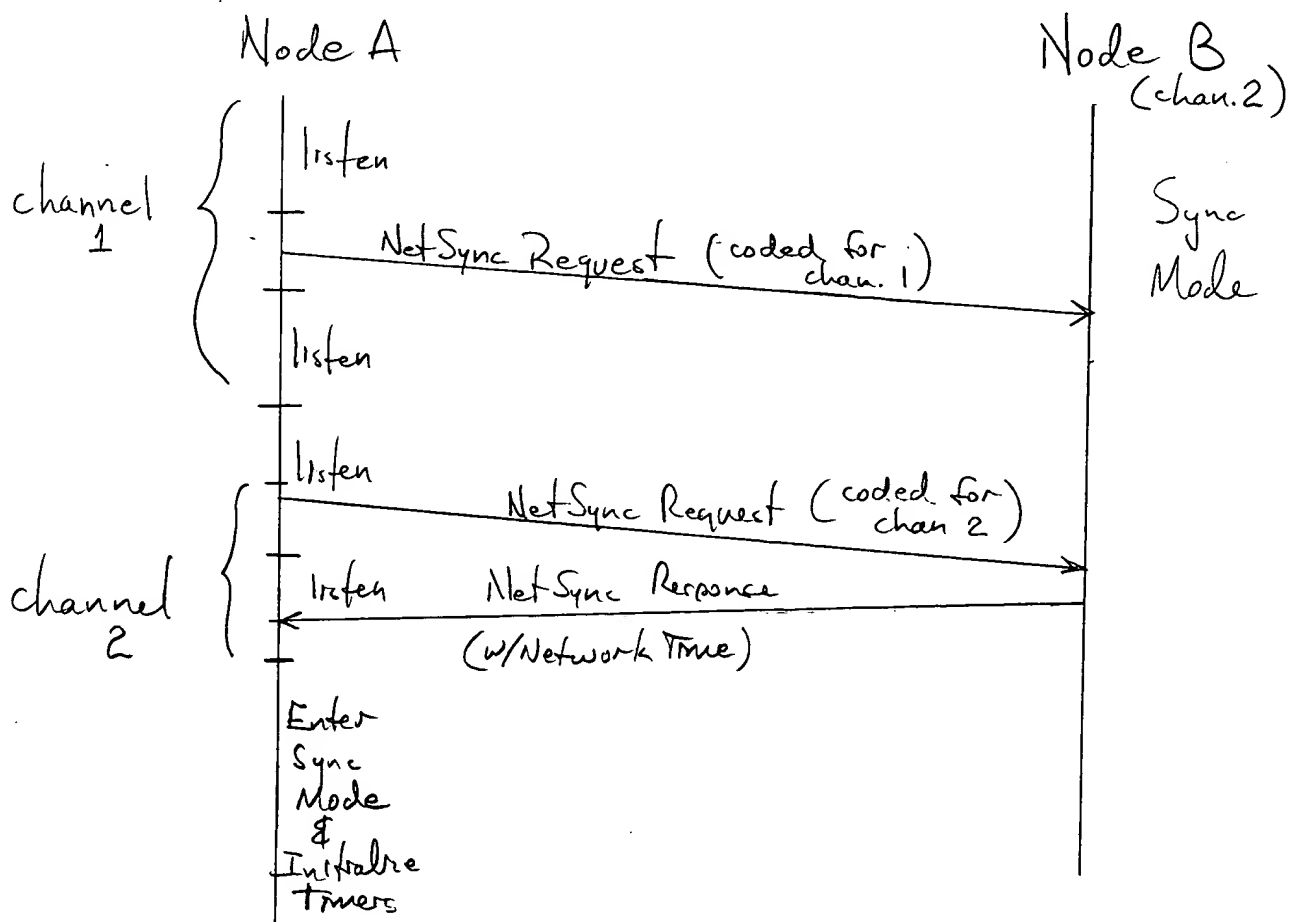 Node A
Node B
(chan. 2)
listen
channel
1
Sync
Mode
NetSync Request (coded for
chan. 1)
listen
listen
NetSync Request (coded for
chan 2)
channel
2
listen
NetSync Response
(w/Network Time)
Enter
Sync
Mode
&
Initialize
Timers